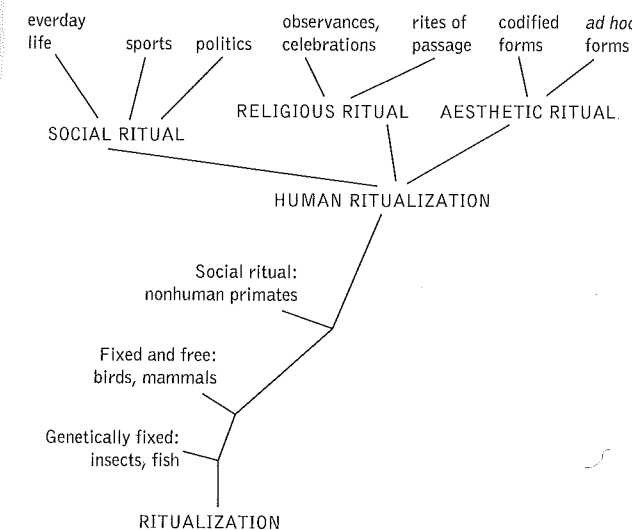 everday
life
sports
politics
observances,
celebrations
rites of
passage
codified
forms
ad hoc
forms
SOCIAL RITUAL
RELIGIOUS RITUAL
AESTHETIC RITUAL
HUMAN RITUALIZATION
Social ritual:
nonhuman primates
Fixed and free:
birds, mammals
Genetically fixed:
insects, fish
RITUALIZATION